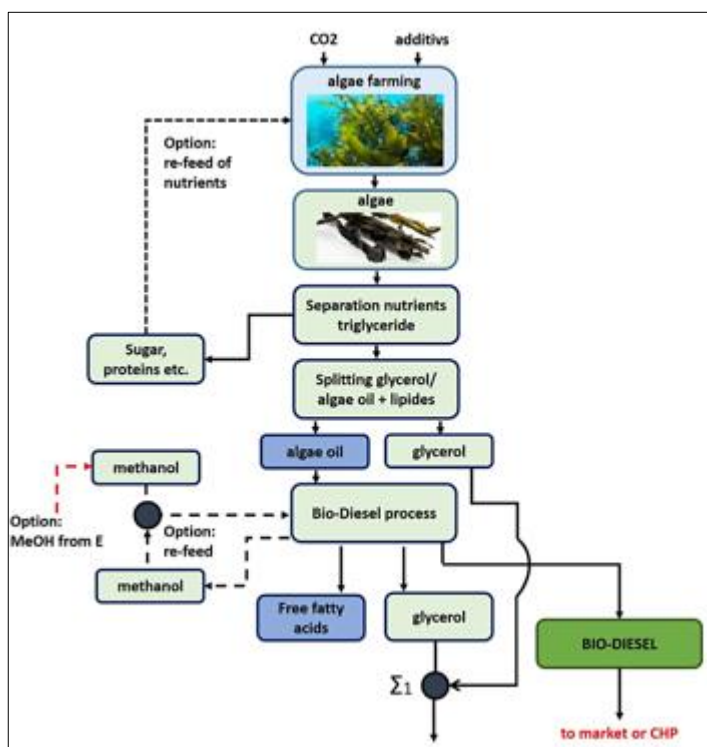 CO2
additivs
algae farming
Option:
re-feed of
nutrients
algae
Separation nutrients
triglyceride
Sugar,
proteins etc.
Splitting glycerol/
algae oil + lipides
algae oil
glycerol
methanol
Option:
MeOH from E
Option:
re-feed
Bio-Diesel process
methanol
Free fatty
acids
glycerol
BIO-DIESEL
Σ1
to market or CHP